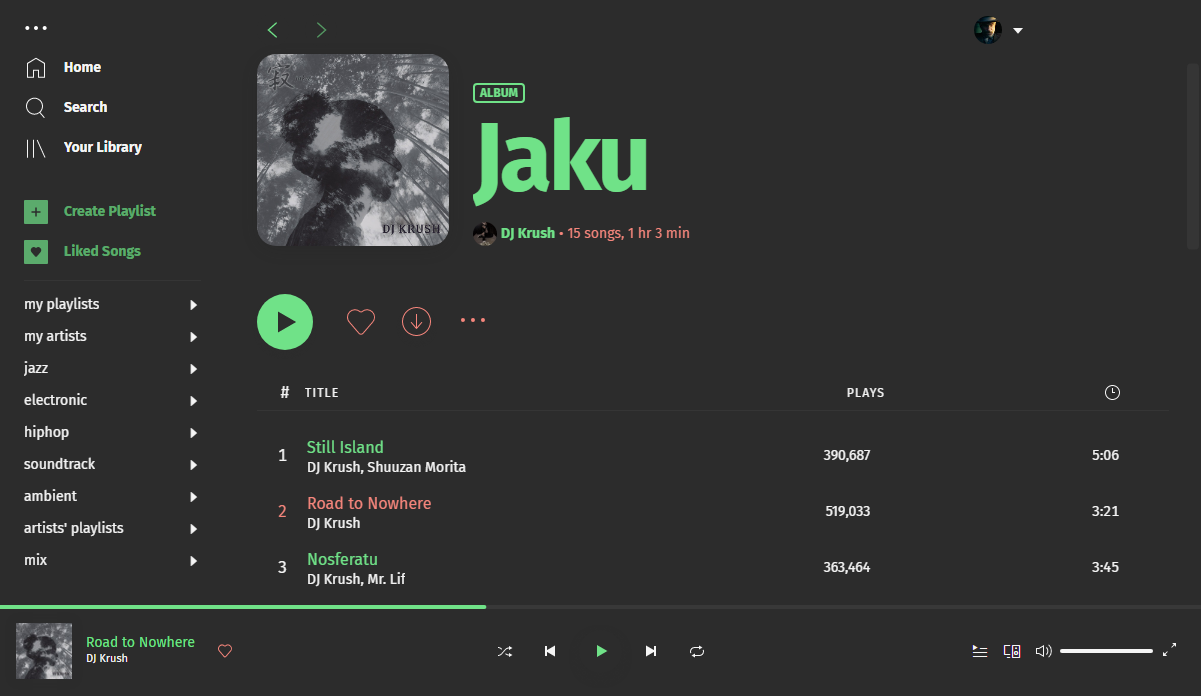 Home
Search
Your Library
Create Playlist
Liked Songs
my playlists
my artists
jazz
electronic
hiphop
soundtrack
ambient
artists' playlists
mix
寂
DJ KRUSH
ALBUM
Jaku
DJ Krush • 15 songs, 1 hr 3 min
# TITLE PLAYS
1 Still Island 390,687 5:06
DJ Krush, Shuuzan Morita
2 Road to Nowhere 519,033 3:21
DJ Krush
3 Nosferatu 363,464 3:45
DJ Krush, Mr. Lif
Road to Nowhere
DJ Krush